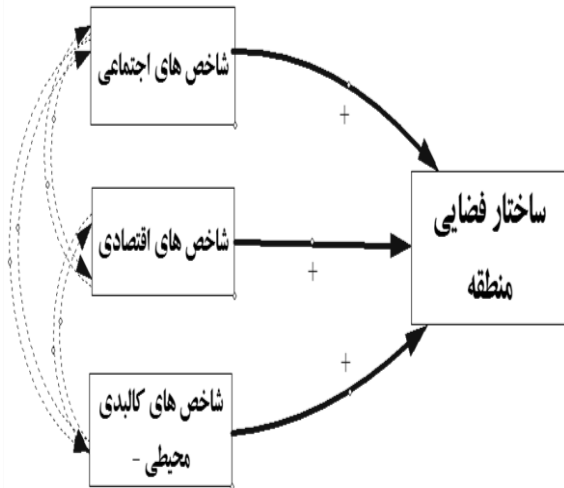 شاخص های اجتماعی
+
شاخص های اقتصادی
+
ساختار فضایی
منطقه
+
شاخص های کالبدی
محیطی -